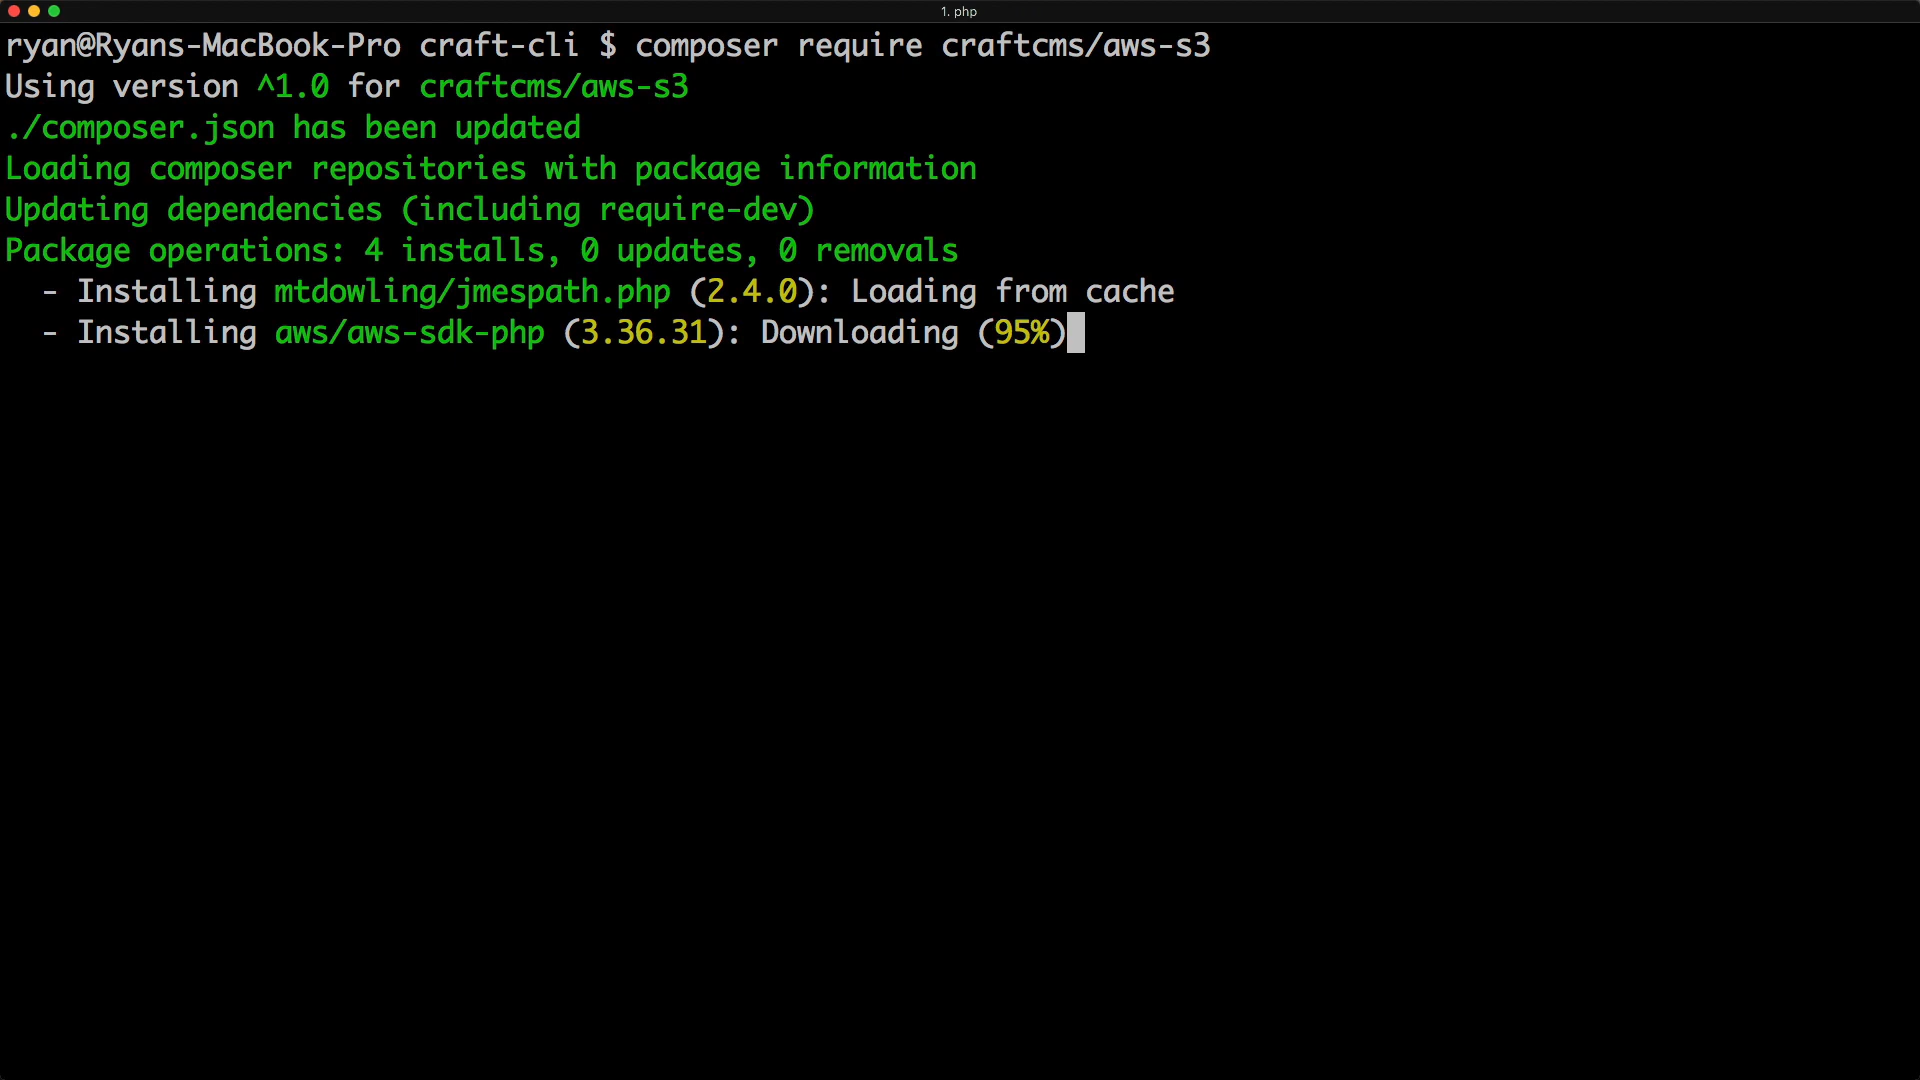 1. php
ryan@Ryans-MacBook-Pro craft-cli $ composer require craftcms/aws-s3
Using version ^1.0 for craftcms/aws-s3
./composer.json has been updated
Loading composer repositories with package information
Updating dependencies (including require-dev)
Package operations: 4 installs, 0 updates, 0 removals
  - Installing mtdowling/jmespath.php (2.4.0): Loading from cache
  - Installing aws/aws-sdk-php (3.36.31): Downloading (95%)